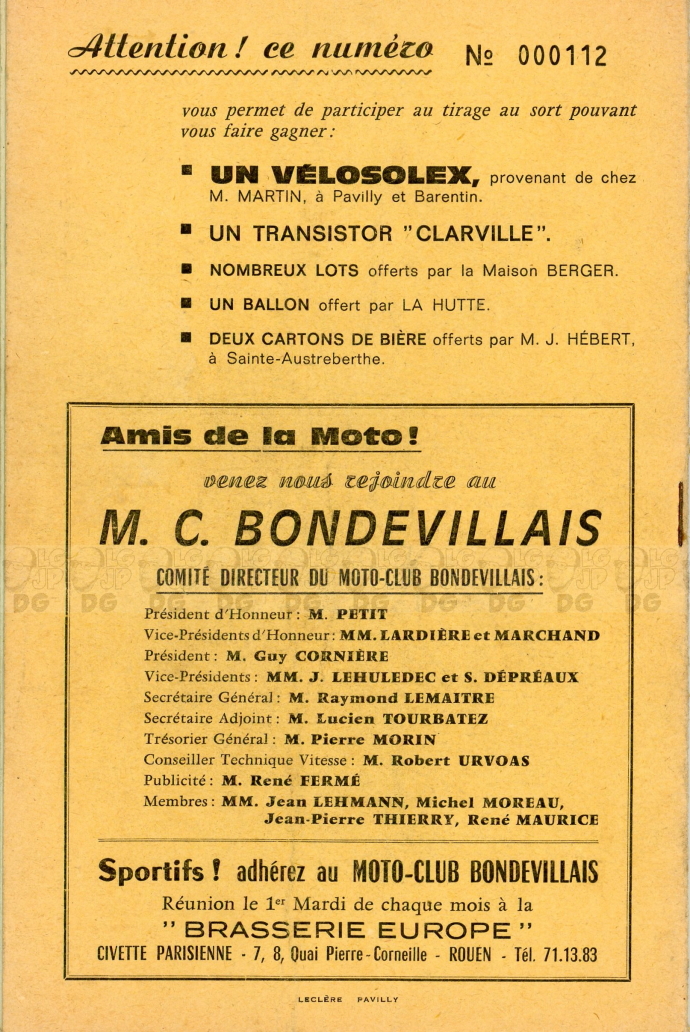 Attention ! ce numéro Nº 000112
vous permet de participer au tirage au sort pouvant
vous faire gagner :
■ UN VÉLOSOLEX, provenant de chez
M. MARTIN, à Pavilly et Barentin.
■ UN TRANSISTOR "CLARVILLE".
■ NOMBREUX LOTS offerts par la Maison BERGER.
■ UN BALLON offert par LA HUTTE.
■ DEUX CARTONS DE BIÈRE offerts par M. J. HÉBERT,
à Sainte-Austreberthe.
Amis de la Moto !
venez nous rejoindre au
M. C. BONDEVILLAIS
COMITÉ DIRECTEUR DU MOTO-CLUB BONDEVILLAIS :
Président d'Honneur : M. PETIT
Vice-Présidents d'Honneur : MM. LARDIÈRE et MARCHAND
Président : M. Guy CORNIÈRE
Vice-Présidents : MM. J. LEHULEDEC et S. DÉPRÉAUX
Secrétaire Général : M. Raymond LEMAITRE
Secrétaire Adjoint : M. Lucien TOURBATEZ
Trésorier Général : M. Pierre MORIN
Conseiller Technique Vitesse : M. Robert URVOAS
Publicité : M. René FERMÉ
Membres : MM. Jean LEHMANN, Michel MOREAU,
Jean-Pierre THIERRY, René MAURICE
Sportifs ! adhérez au MOTO-CLUB BONDEVILLAIS
Réunion le 1er Mardi de chaque mois à la
" BRASSERIE EUROPE "
CIVETTE PARISIENNE - 7, 8, Quai Pierre-Corneille - ROUEN - Tél. 71.13.83
LECLÈRE PAVILLY